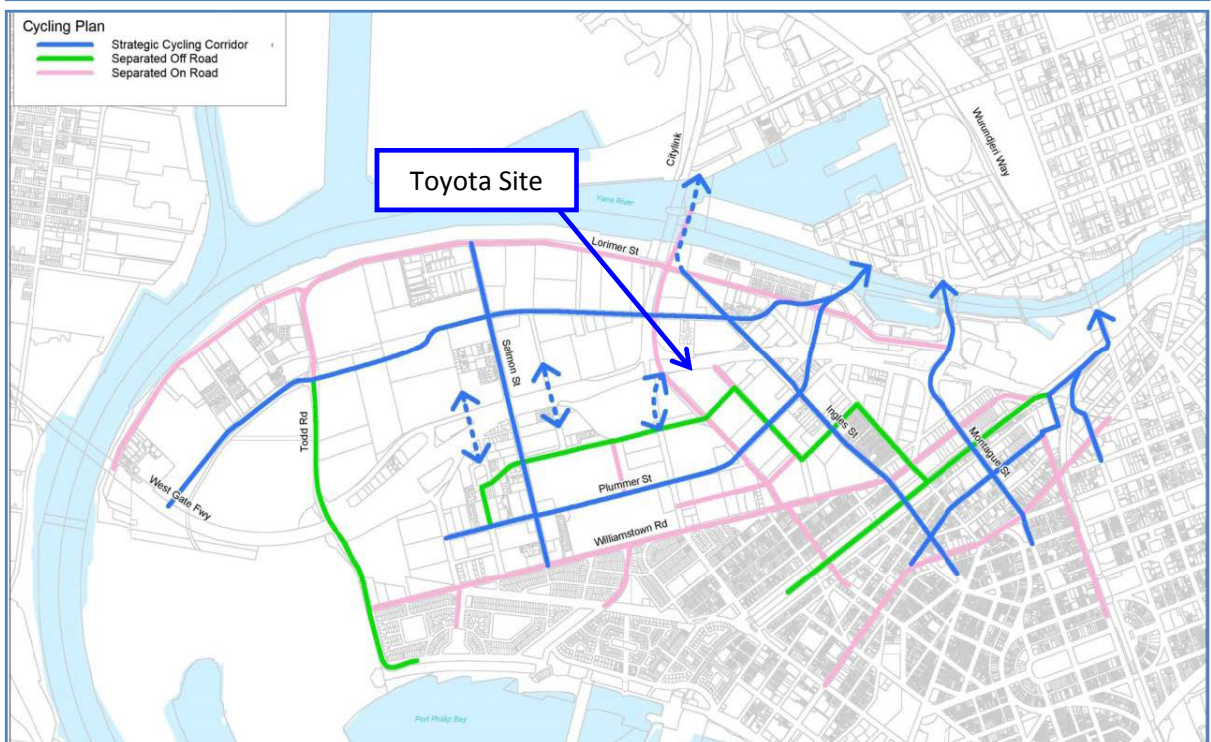 Cycling Plan
Strategic Cycling Corridor
Separated Off Road
Separated On Road
Toyota Site
Citylink
Wurundjeri Way
Yarra River
Lorimer St
Salmon St
Todd Rd
Ingles St
Montague St
Plummer St
West Gate Fwy
Williamstown Rd
Port Phillip Bay